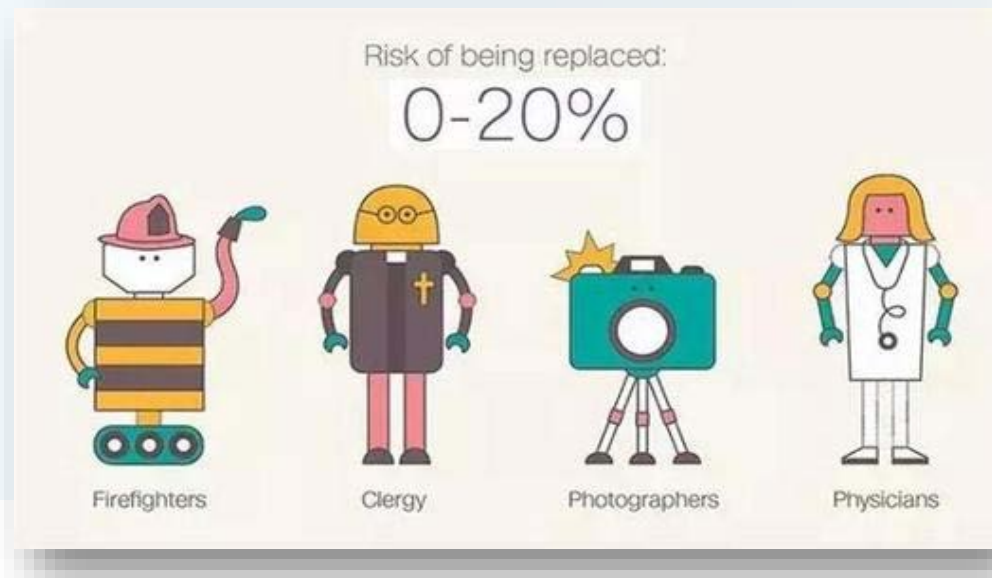 Risk of being replaced:
0-20%
Firefighters
Clergy
Photographers
Physicians